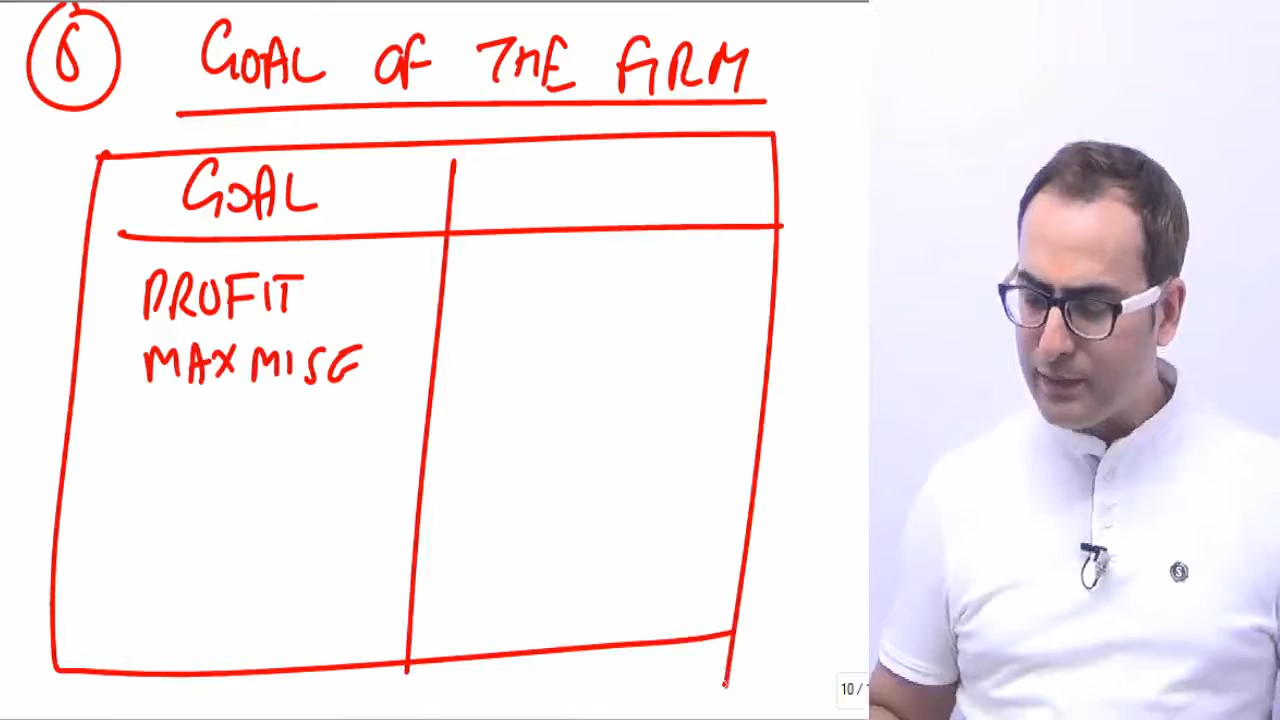 6 GOAL OF THE FIRM
GOAL
PROFIT
MAXMISE
10 /
S